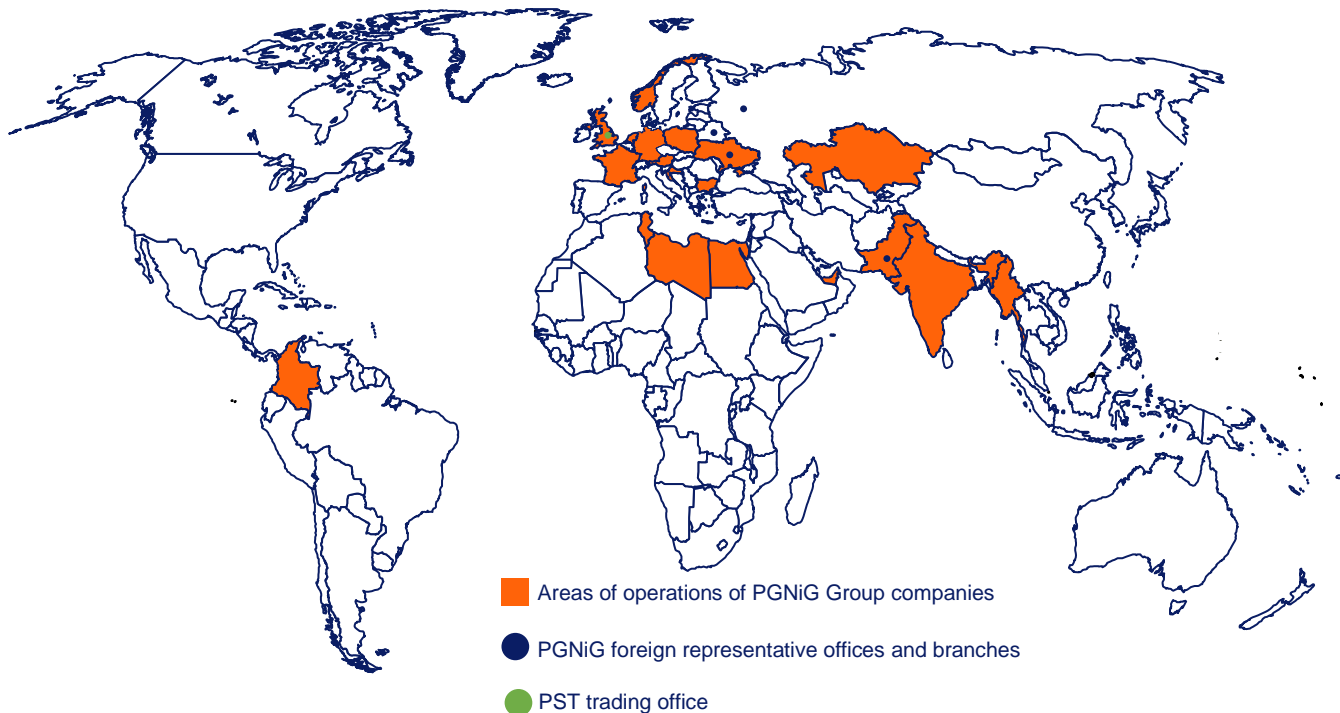 Areas of operations of PGNiG Group companies
PGNiG foreign representative offices and branches
PST trading office